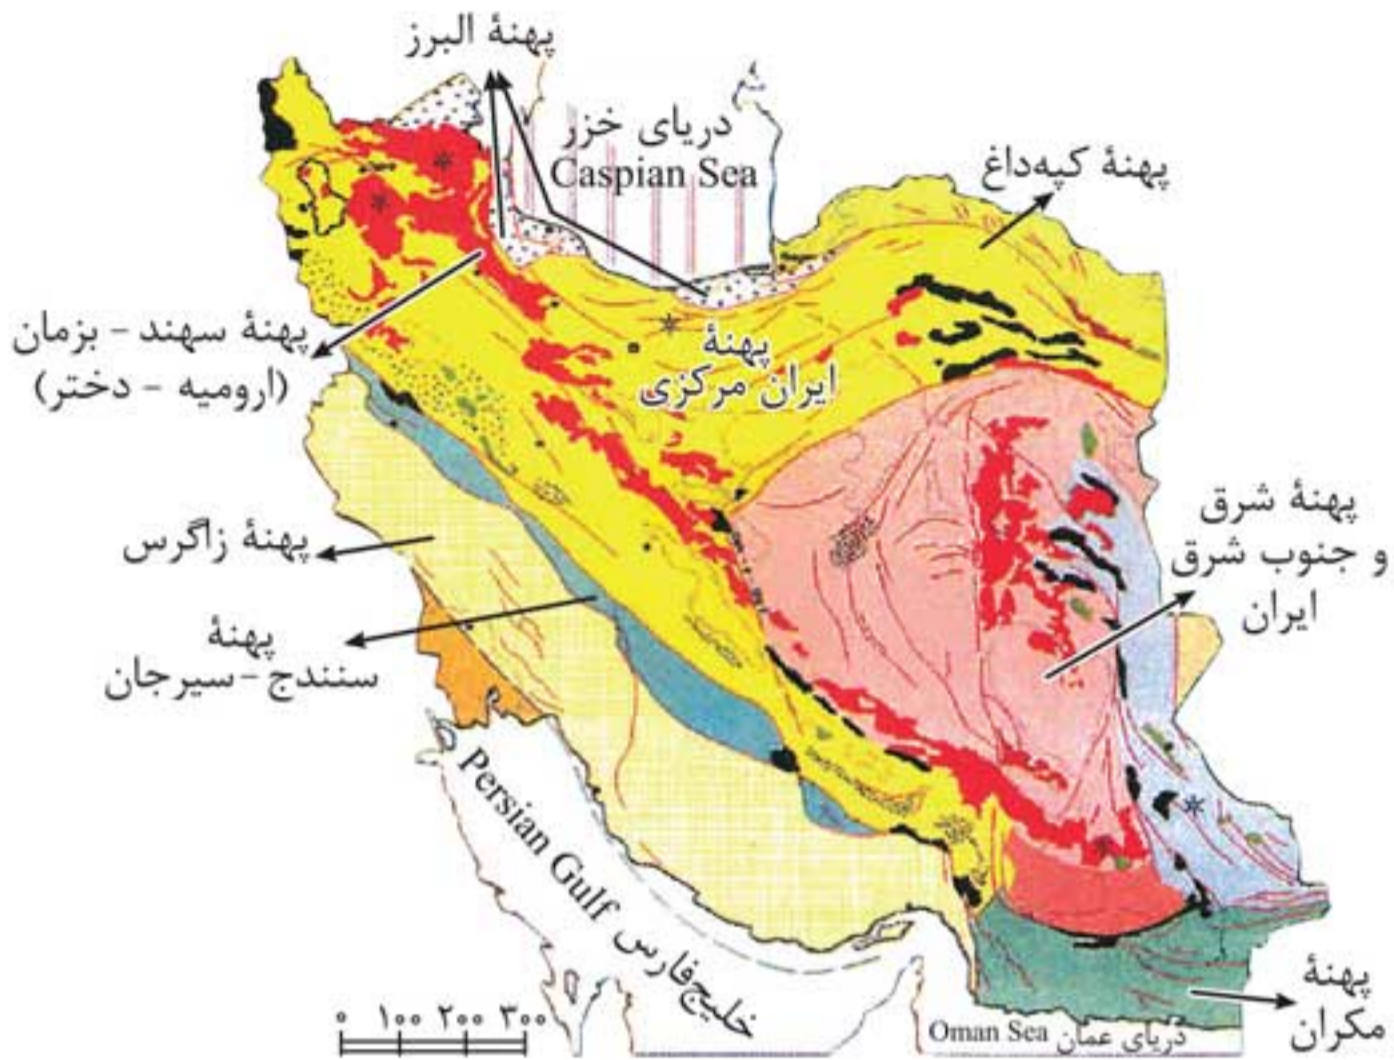 پهنهٔ البرز
دریای خزر
Caspian Sea
پهنهٔ کپه‌داغ
پهنهٔ سهند - بزمان
(ارومیه - دختر)
پهنهٔ
ایران مرکزی
پهنهٔ شرق
و جنوب شرق
ایران
پهنهٔ زاگرس
پهنهٔ
سنندج - سیرجان
Persian Gulf خلیج‌فارس
پهنهٔ
مکران
۰ ۱۰۰ ۲۰۰ ۳۰۰
Oman Sea دریای عمان